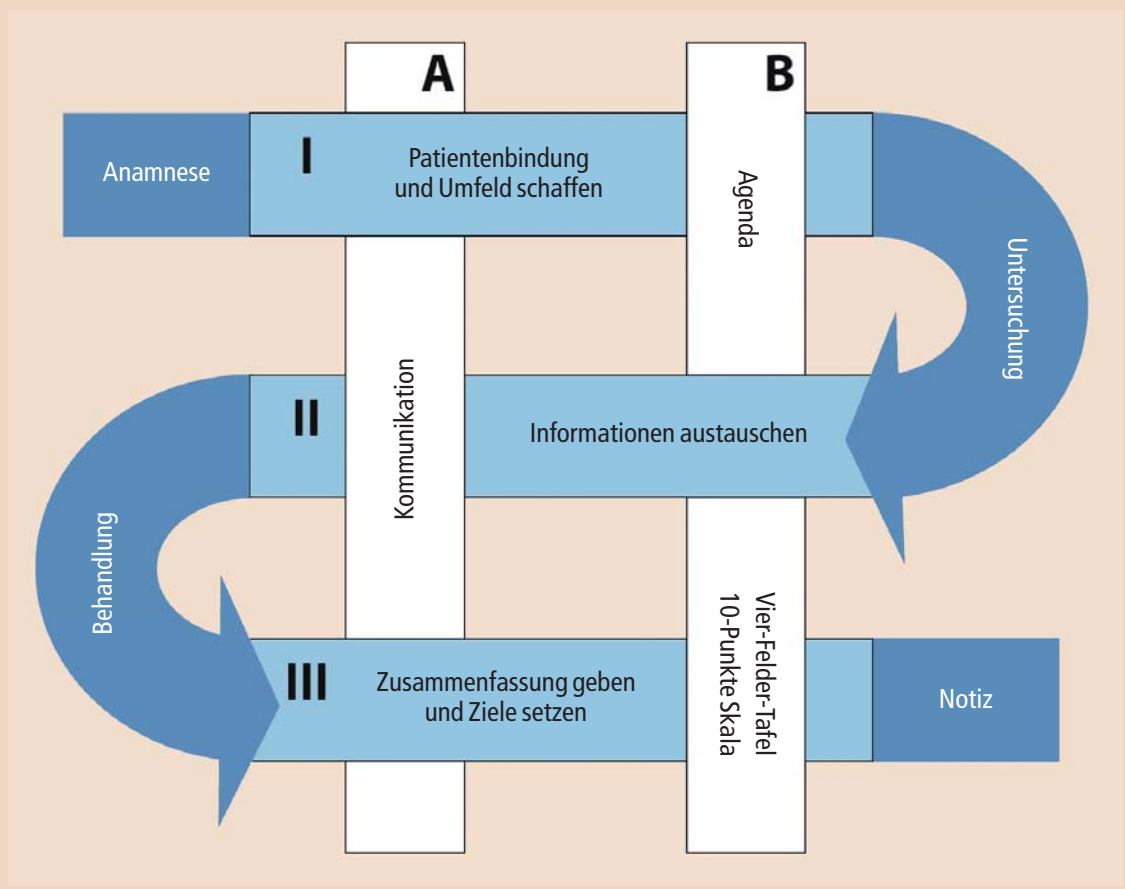 A
B
Anamnese
I
Patientenbindung
und Umfeld schaffen
Agenda
Untersuchung
II
Kommunikation
Informationen austauschen
Behandlung
III
Zusammenfassung geben
und Ziele setzen
Vier-Felder-Tafel
10-Punkte Skala
Notiz